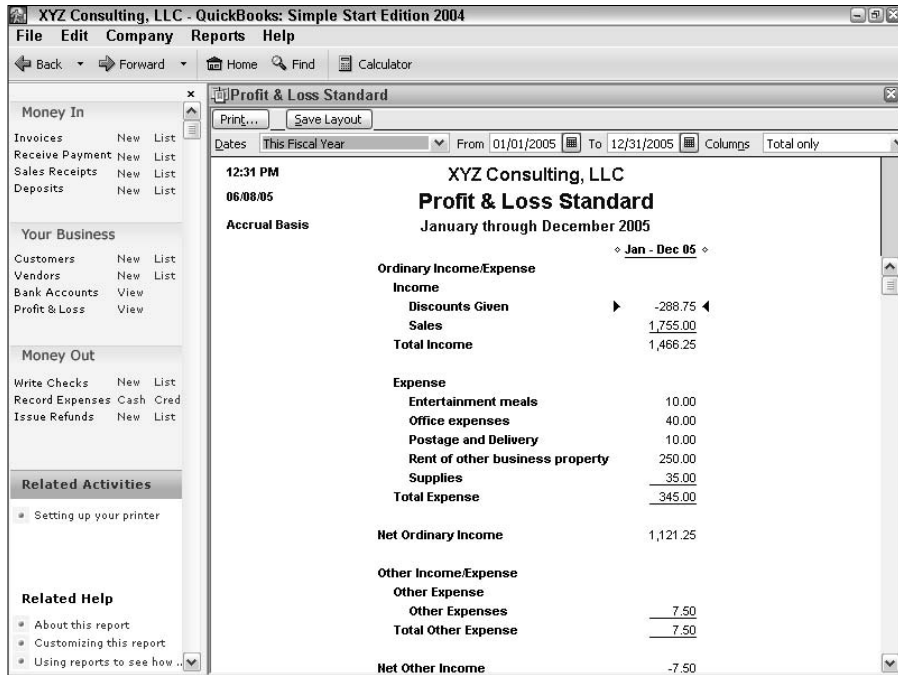 XYZ Consulting, LLC - QuickBooks: Simple Start Edition 2004
File Edit Company Reports Help
Back Forward Home Find Calculator
Money In
Invoices New List
Receive Payment New List
Sales Receipts New List
Deposits New List
Your Business
Customers New List
Vendors New List
Bank Accounts View
Profit & Loss View
Money Out
Write Checks New List
Record Expenses Cash Cred
Issue Refunds New List
Related Activities
Setting up your printer
Related Help
About this report
Customizing this report
Using reports to see how ..
Profit & Loss Standard
Print... Save Layout
Dates This Fiscal Year From 01/01/2005 To 12/31/2005 Columns Total only
12:31 PM
06/08/05
Accrual Basis
XYZ Consulting, LLC
Profit & Loss Standard
January through December 2005
Jan - Dec 05
Ordinary Income/Expense
Income
Discounts Given -288.75
Sales 1,755.00
Total Income 1,466.25
Expense
Entertainment meals 10.00
Office expenses 40.00
Postage and Delivery 10.00
Rent of other business property 250.00
Supplies 35.00
Total Expense 345.00
Net Ordinary Income 1,121.25
Other Income/Expense
Other Expense
Other Expenses 7.50
Total Other Expense 7.50
Net Other Income -7.50